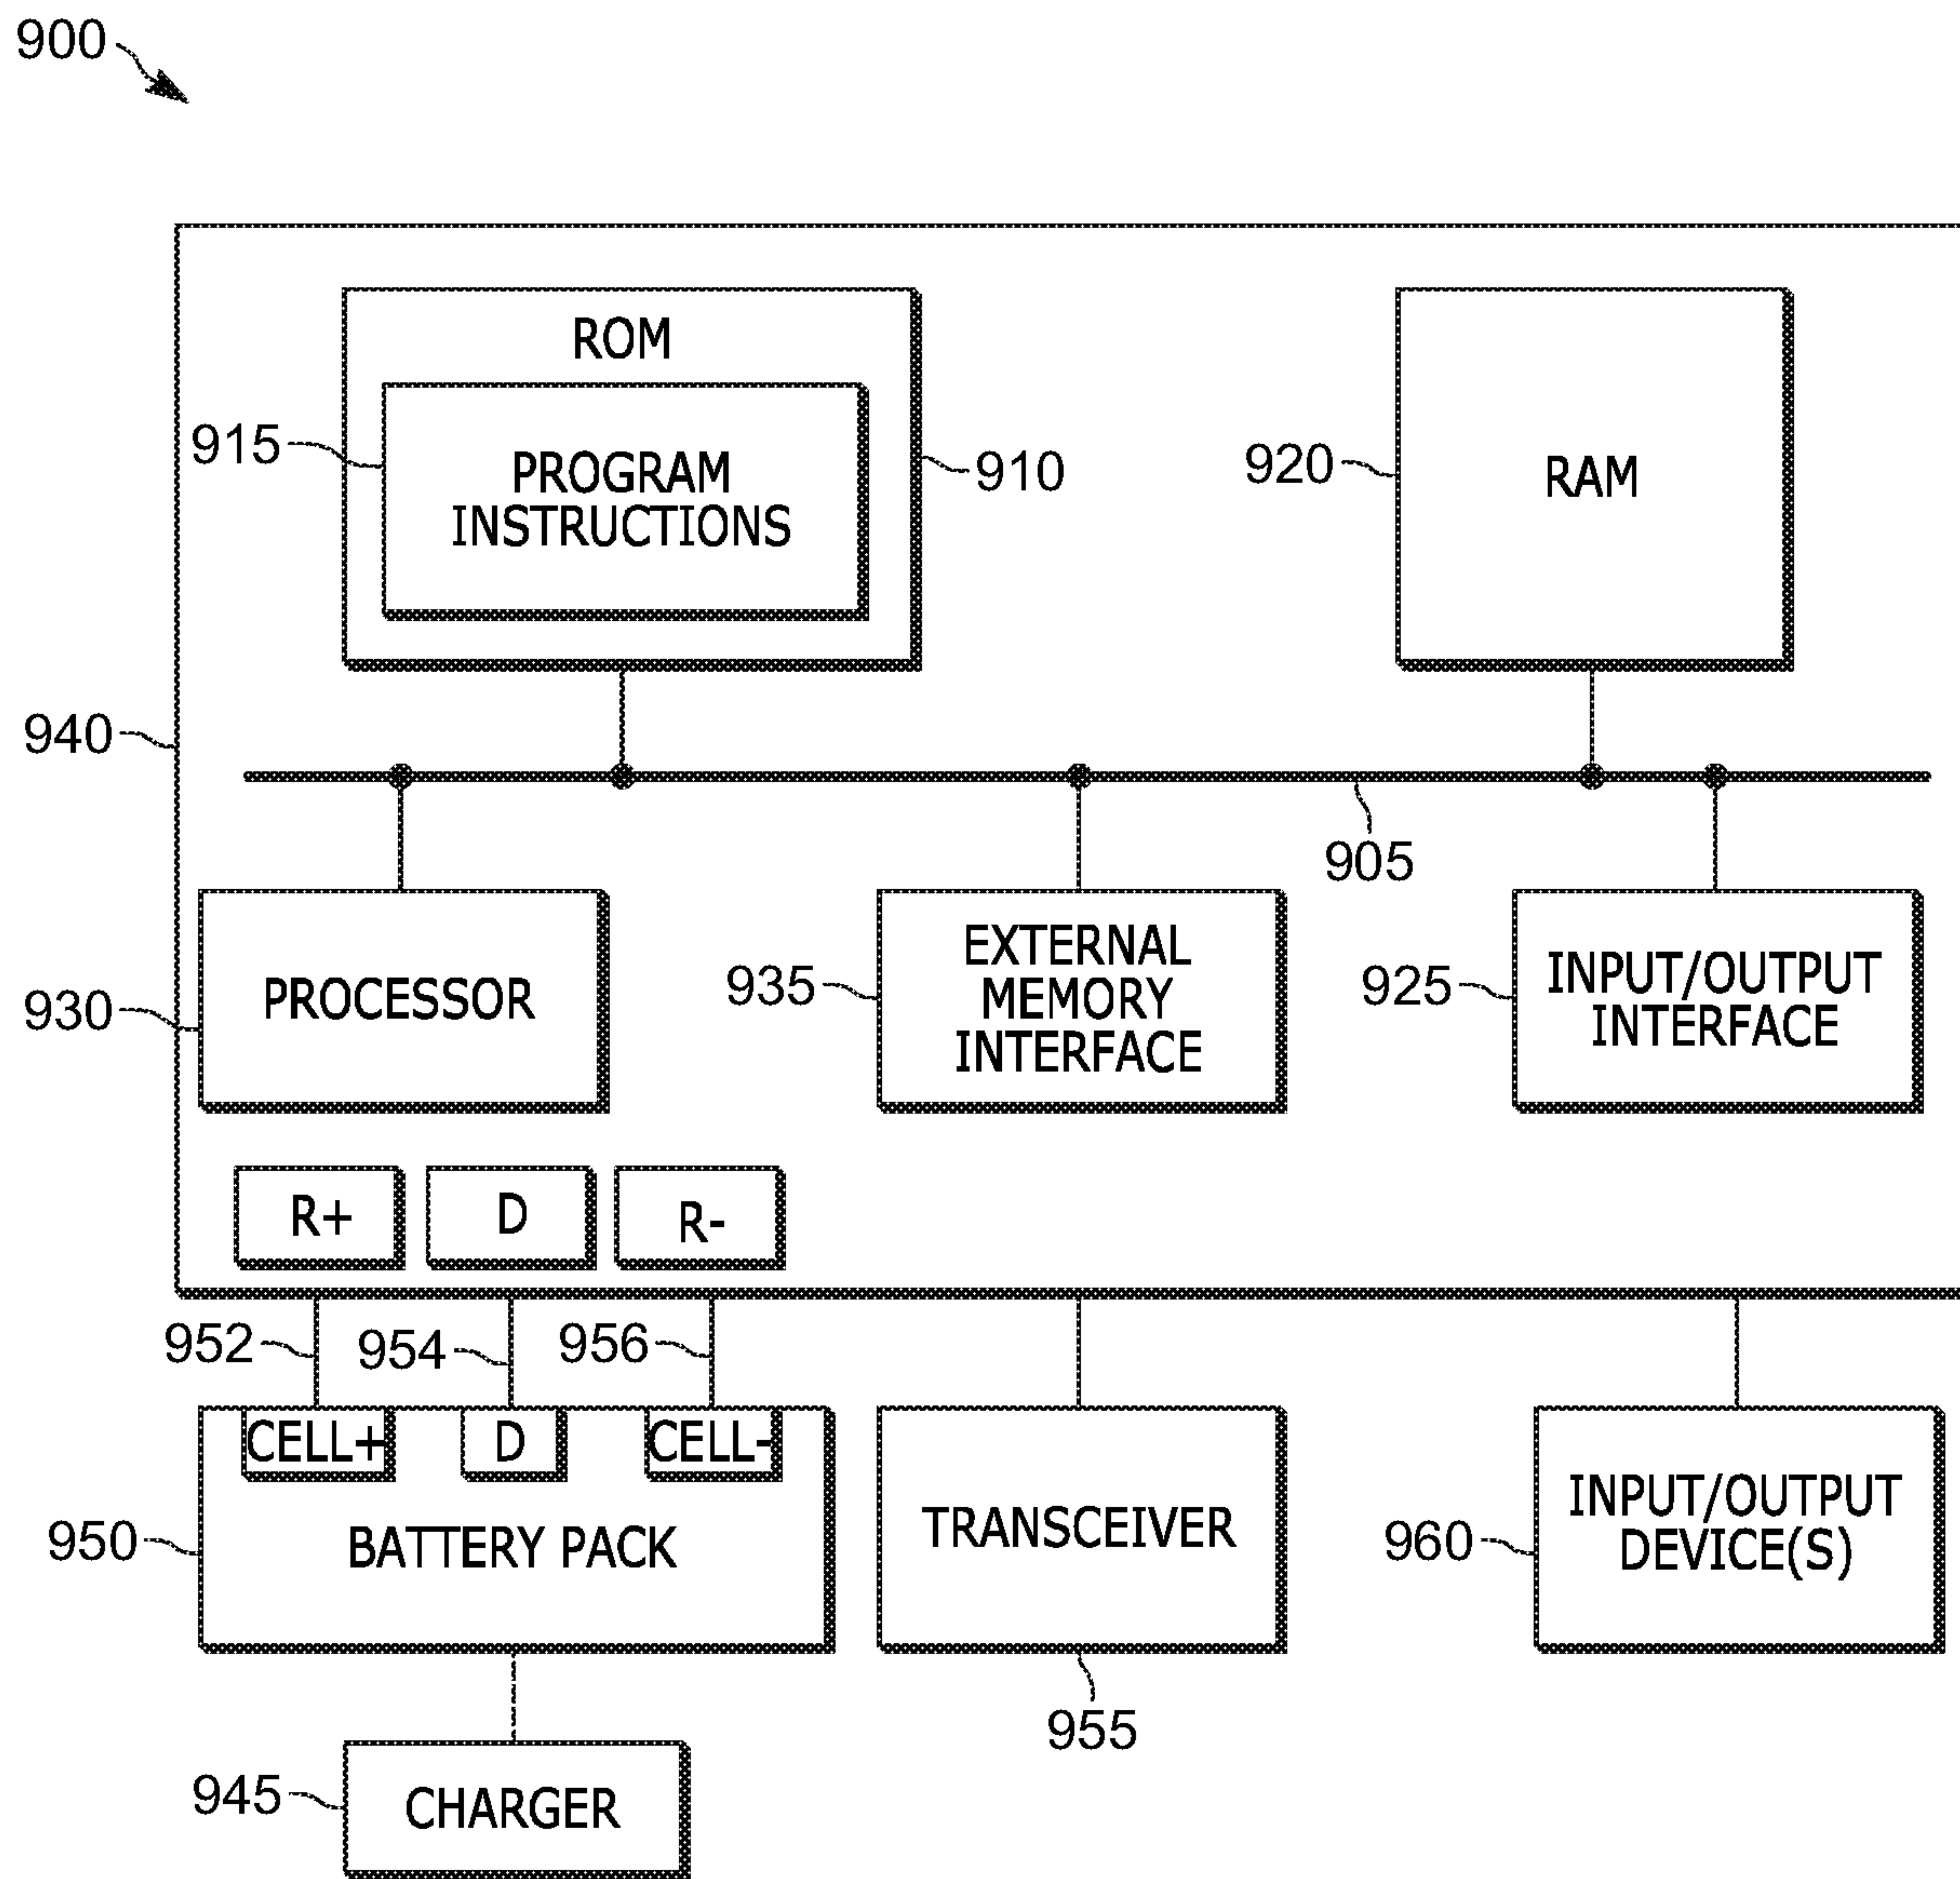 900
ROM
915
PROGRAM
INSTRUCTIONS
910
920
RAM
940
905
930
PROCESSOR
935
EXTERNAL
MEMORY
INTERFACE
925
INPUT/OUTPUT
INTERFACE
R+
D
R-
952
954
956
CELL+
D
CELL-
950
BATTERY PACK
TRANSCEIVER
960
INPUT/OUTPUT
DEVICE(S)
955
945
CHARGER